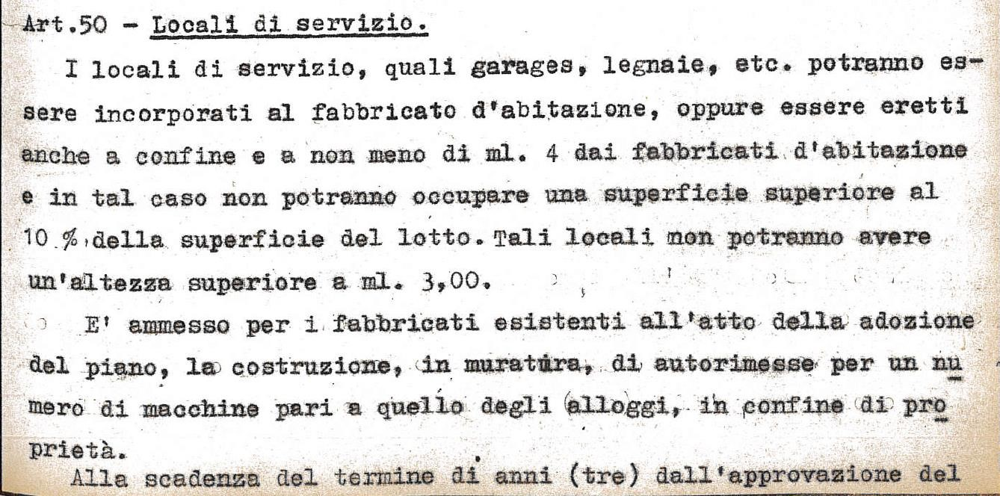 Art.50 - Locali di servizio.
I locali di servizio, quali garages, legnaie, etc. potranno es-
sere incorporati al fabbricato d'abitazione, oppure essere eretti
anche a confine e a non meno di ml. 4 dai fabbricati d'abitazione
e in tal caso non potranno occupare una superficie superiore al
10 % della superficie del lotto. Tali locali non potranno avere
un'altezza superiore a ml. 3,00.
E' ammesso per i fabbricati esistenti all'atto della adozione
del piano, la costruzione, in muratura, di autorimesse per un nu
mero di macchine pari a quello degli alloggi, in confine di pro
prietà.
Alla scadenza del termine di anni (tre) dall'approvazione del